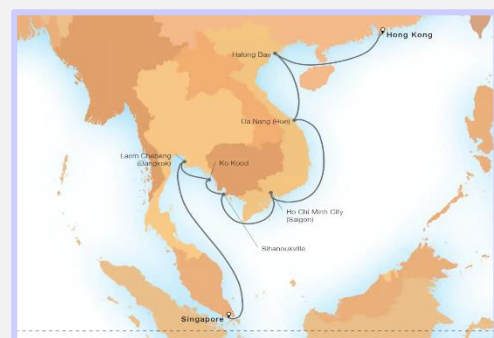 Hong Kong
Halong Bay
Da Nang (Hue)
Laem Chabang
(Bangkok)
Ko Kood
Ho Chi Minh City
(Saigon)
Sihanoukville
Singapore